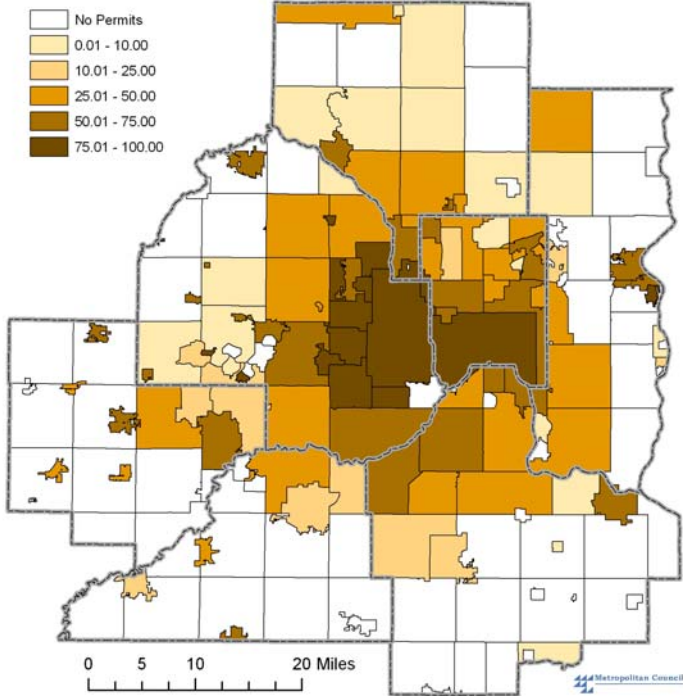 No Permits
0.01 - 10.00
10.01 - 25.00
25.01 - 50.00
50.01 - 75.00
75.01 - 100.00
0 5 10 20 Miles
Metropolitan Council